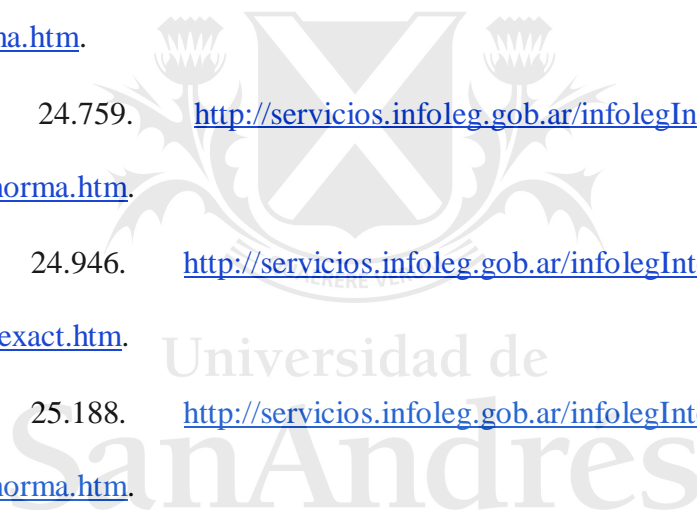 na.htm.
24.759. http://servicios.infoleg.gob.ar/infolegIn
norma.htm.
24.946. http://servicios.infoleg.gob.ar/infolegInt
exact.htm.
Universidad de
25.188. http://servicios.infoleg.gob.ar/infolegInt
SanAndrés
norma.htm.